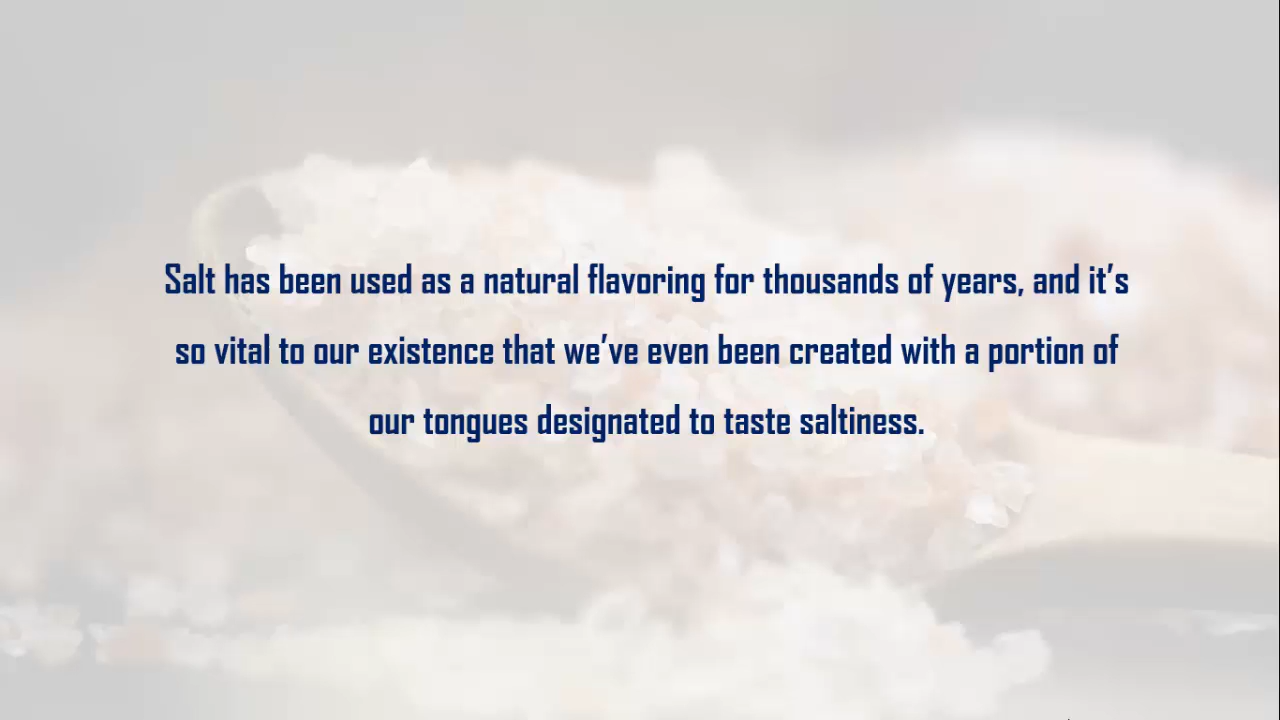 Salt has been used as a natural flavoring for thousands of years, and it’s
so vital to our existence that we’ve even been created with a portion of
our tongues designated to taste saltiness.